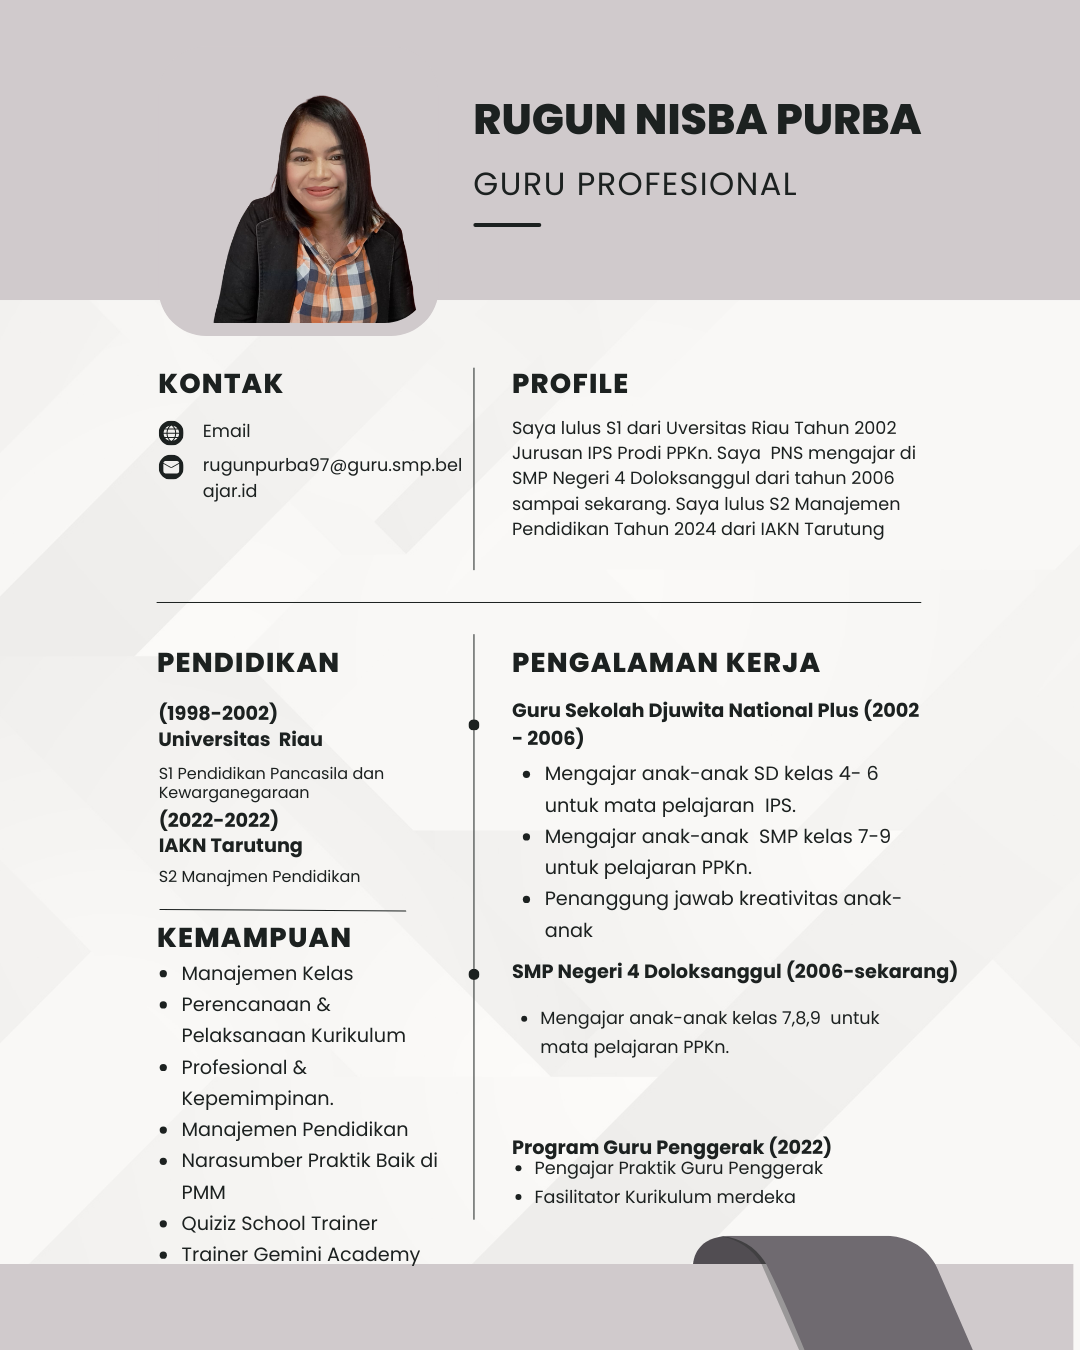 RUGUN NISBA PURBA
GURU PROFESIONAL
KONTAK
Email
rugunpurba97@guru.smp.bel
ajar.id
PROFILE
Saya lulus S1 dari Uversitas Riau Tahun 2002
Jurusan IPS Prodi PPKn. Saya  PNS mengajar di
SMP Negeri 4 Doloksanggul dari tahun 2006
sampai sekarang. Saya lulus S2 Manajemen
Pendidikan Tahun 2024 dari IAKN Tarutung
PENDIDIKAN
(1998-2002)
Universitas  Riau
S1 Pendidikan Pancasila dan
Kewarganegaraan
(2022-2022)
IAKN Tarutung
S2 Manajmen Pendidikan
KEMAMPUAN
• Manajemen Kelas
• Perencanaan &
Pelaksanaan Kurikulum
• Profesional &
Kepemimpinan.
• Manajemen Pendidikan
• Narasumber Praktik Baik di
PMM
• Quiziz School Trainer
• Trainer Gemini Academy
PENGALAMAN KERJA
Guru Sekolah Djuwita National Plus (2002
- 2006)
• Mengajar anak-anak SD kelas 4- 6
untuk mata pelajaran  IPS.
• Mengajar anak-anak  SMP kelas 7-9
untuk pelajaran PPKn.
• Penanggung jawab kreativitas anak-
anak
SMP Negeri 4 Doloksanggul (2006-sekarang)
• Mengajar anak-anak kelas 7,8,9  untuk
mata pelajaran PPKn.
Program Guru Penggerak (2022)
• Pengajar Praktik Guru Penggerak
• Fasilitator Kurikulum merdeka